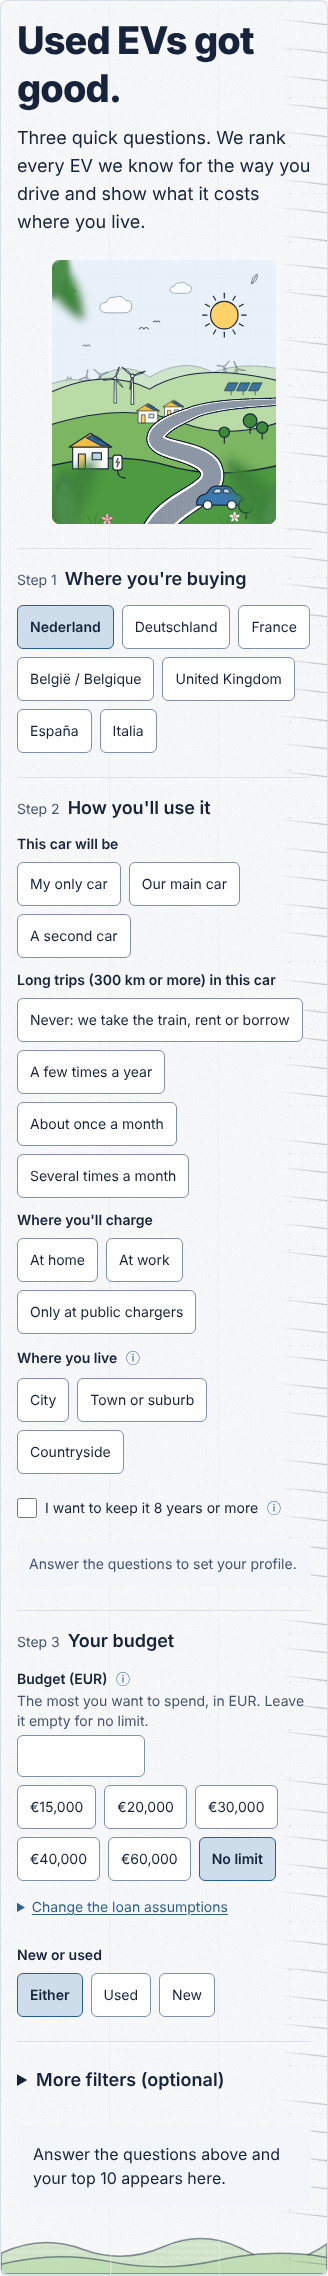 Used EVs got
good.
Three quick questions. We rank
every EV we know for the way you
drive and show what it costs
where you live.
Step 1 Where you're buying
Nederland Deutschland France
België / Belgique United Kingdom
España Italia
Step 2 How you'll use it
This car will be
My only car Our main car
A second car
Long trips (300 km or more) in this car
Never: we take the train, rent or borrow
A few times a year
About once a month
Several times a month
Where you'll charge
At home At work
Only at public chargers
Where you live ⓘ
City Town or suburb
Countryside
I want to keep it 8 years or more ⓘ
Answer the questions to set your profile.
Step 3 Your budget
Budget (EUR) ⓘ
The most you want to spend, in EUR. Leave
it empty for no limit.
€15,000 €20,000 €30,000
€40,000 €60,000 No limit
Change the loan assumptions
New or used
Either Used New
More filters (optional)
Answer the questions above and
your top 10 appears here.